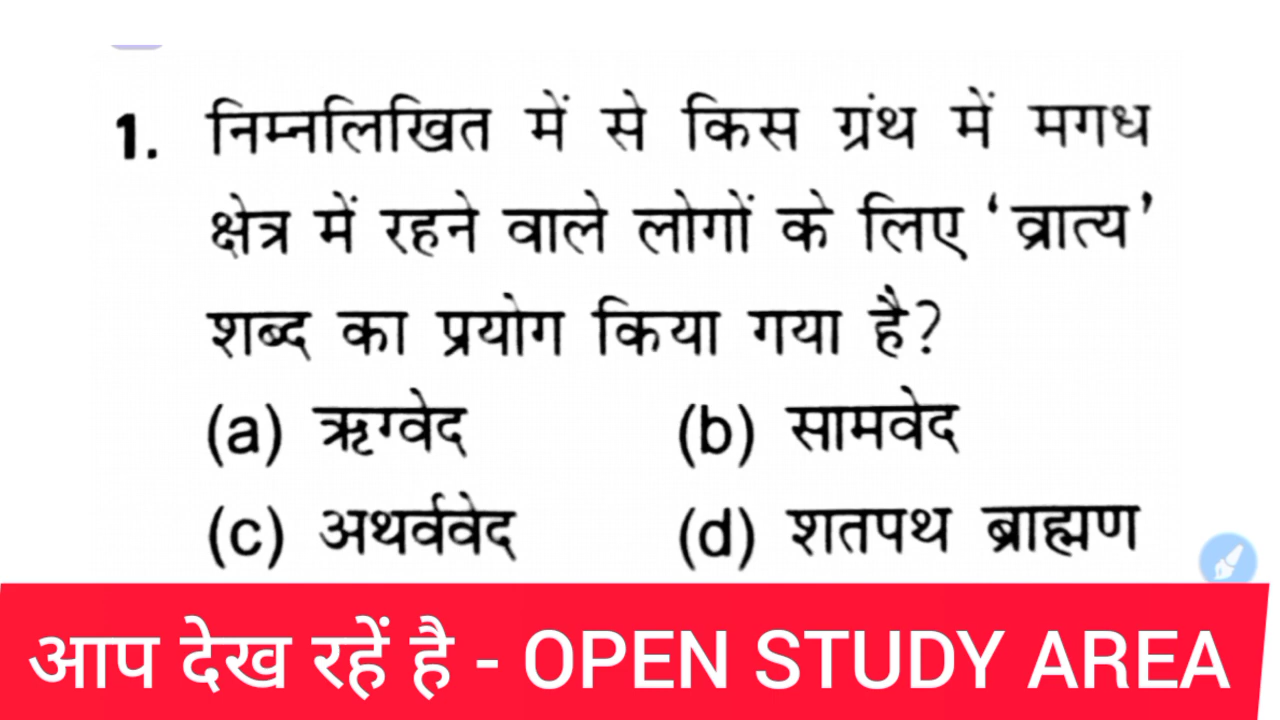 1. निम्नलिखित में से किस ग्रंथ में मगध
क्षेत्र में रहने वाले लोगों के लिए ‘व्रात्य’
शब्द का प्रयोग किया गया है?
(a) ऋग्वेद (b) सामवेद
(c) अथर्ववेद (d) शतपथ ब्राह्मण
आप देख रहें है - OPEN STUDY AREA